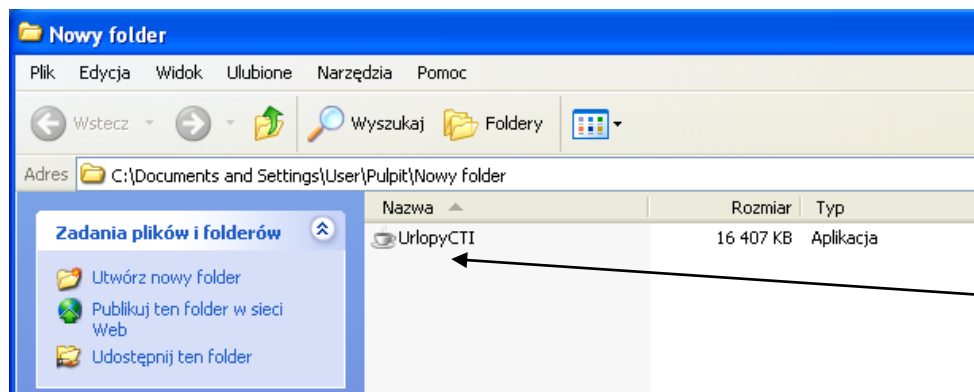 Nowy folder
Plik Edycja Widok Ulubione Narzędzia Pomoc
Wstecz Wyszukaj Foldery
Adres C:\Documents and Settings\User\Pulpit\Nowy folder
Nazwa Rozmiar Typ
Zadania plików i folderów
UrlopyCTI 16 407 KB Aplikacja
Utwórz nowy folder
Publikuj ten folder w sieci
Web
Udostępnij ten folder